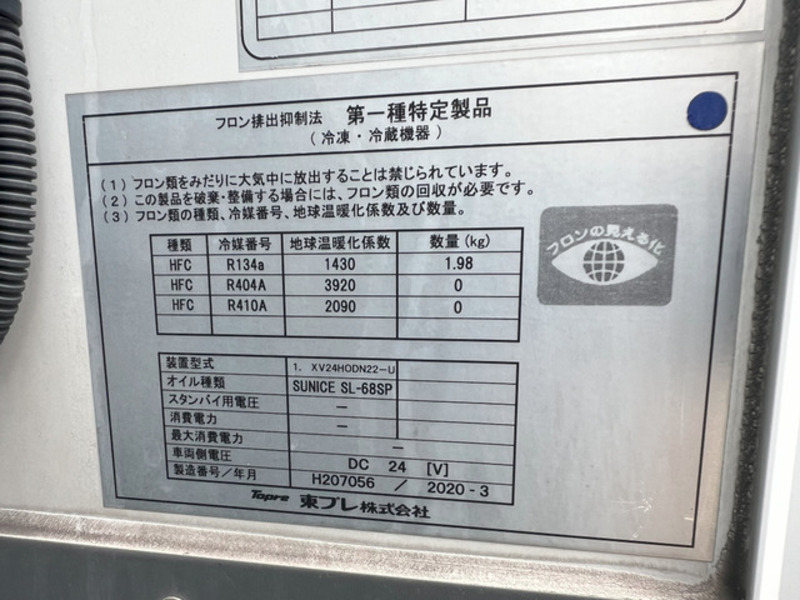 フロン排出抑制法 第一種特定製品
(冷凍・冷蔵機器)
(1) フロン類をみだりに大気中に放出することは禁じられています。
(2) この製品を破棄・整備する場合には、フロン類の回収が必要です。
(3) フロン類の種類、冷媒番号、地球温暖化係数及び数量。
フロンの見える化
種類 冷媒番号 地球温暖化係数 数量(kg)
HFC R134a 1430 1.98
HFC R404A 3920 0
HFC R410A 2090 0
装置型式 1. XV24HODN22-U
オイル種類 SUNICE SL-68SP
スタンバイ用電圧 —
消費電力 —
最大消費電力 —
車両側電圧 DC 24 [V]
製造番号/年月 H207056 / 2020-3
Topre 東プレ株式会社